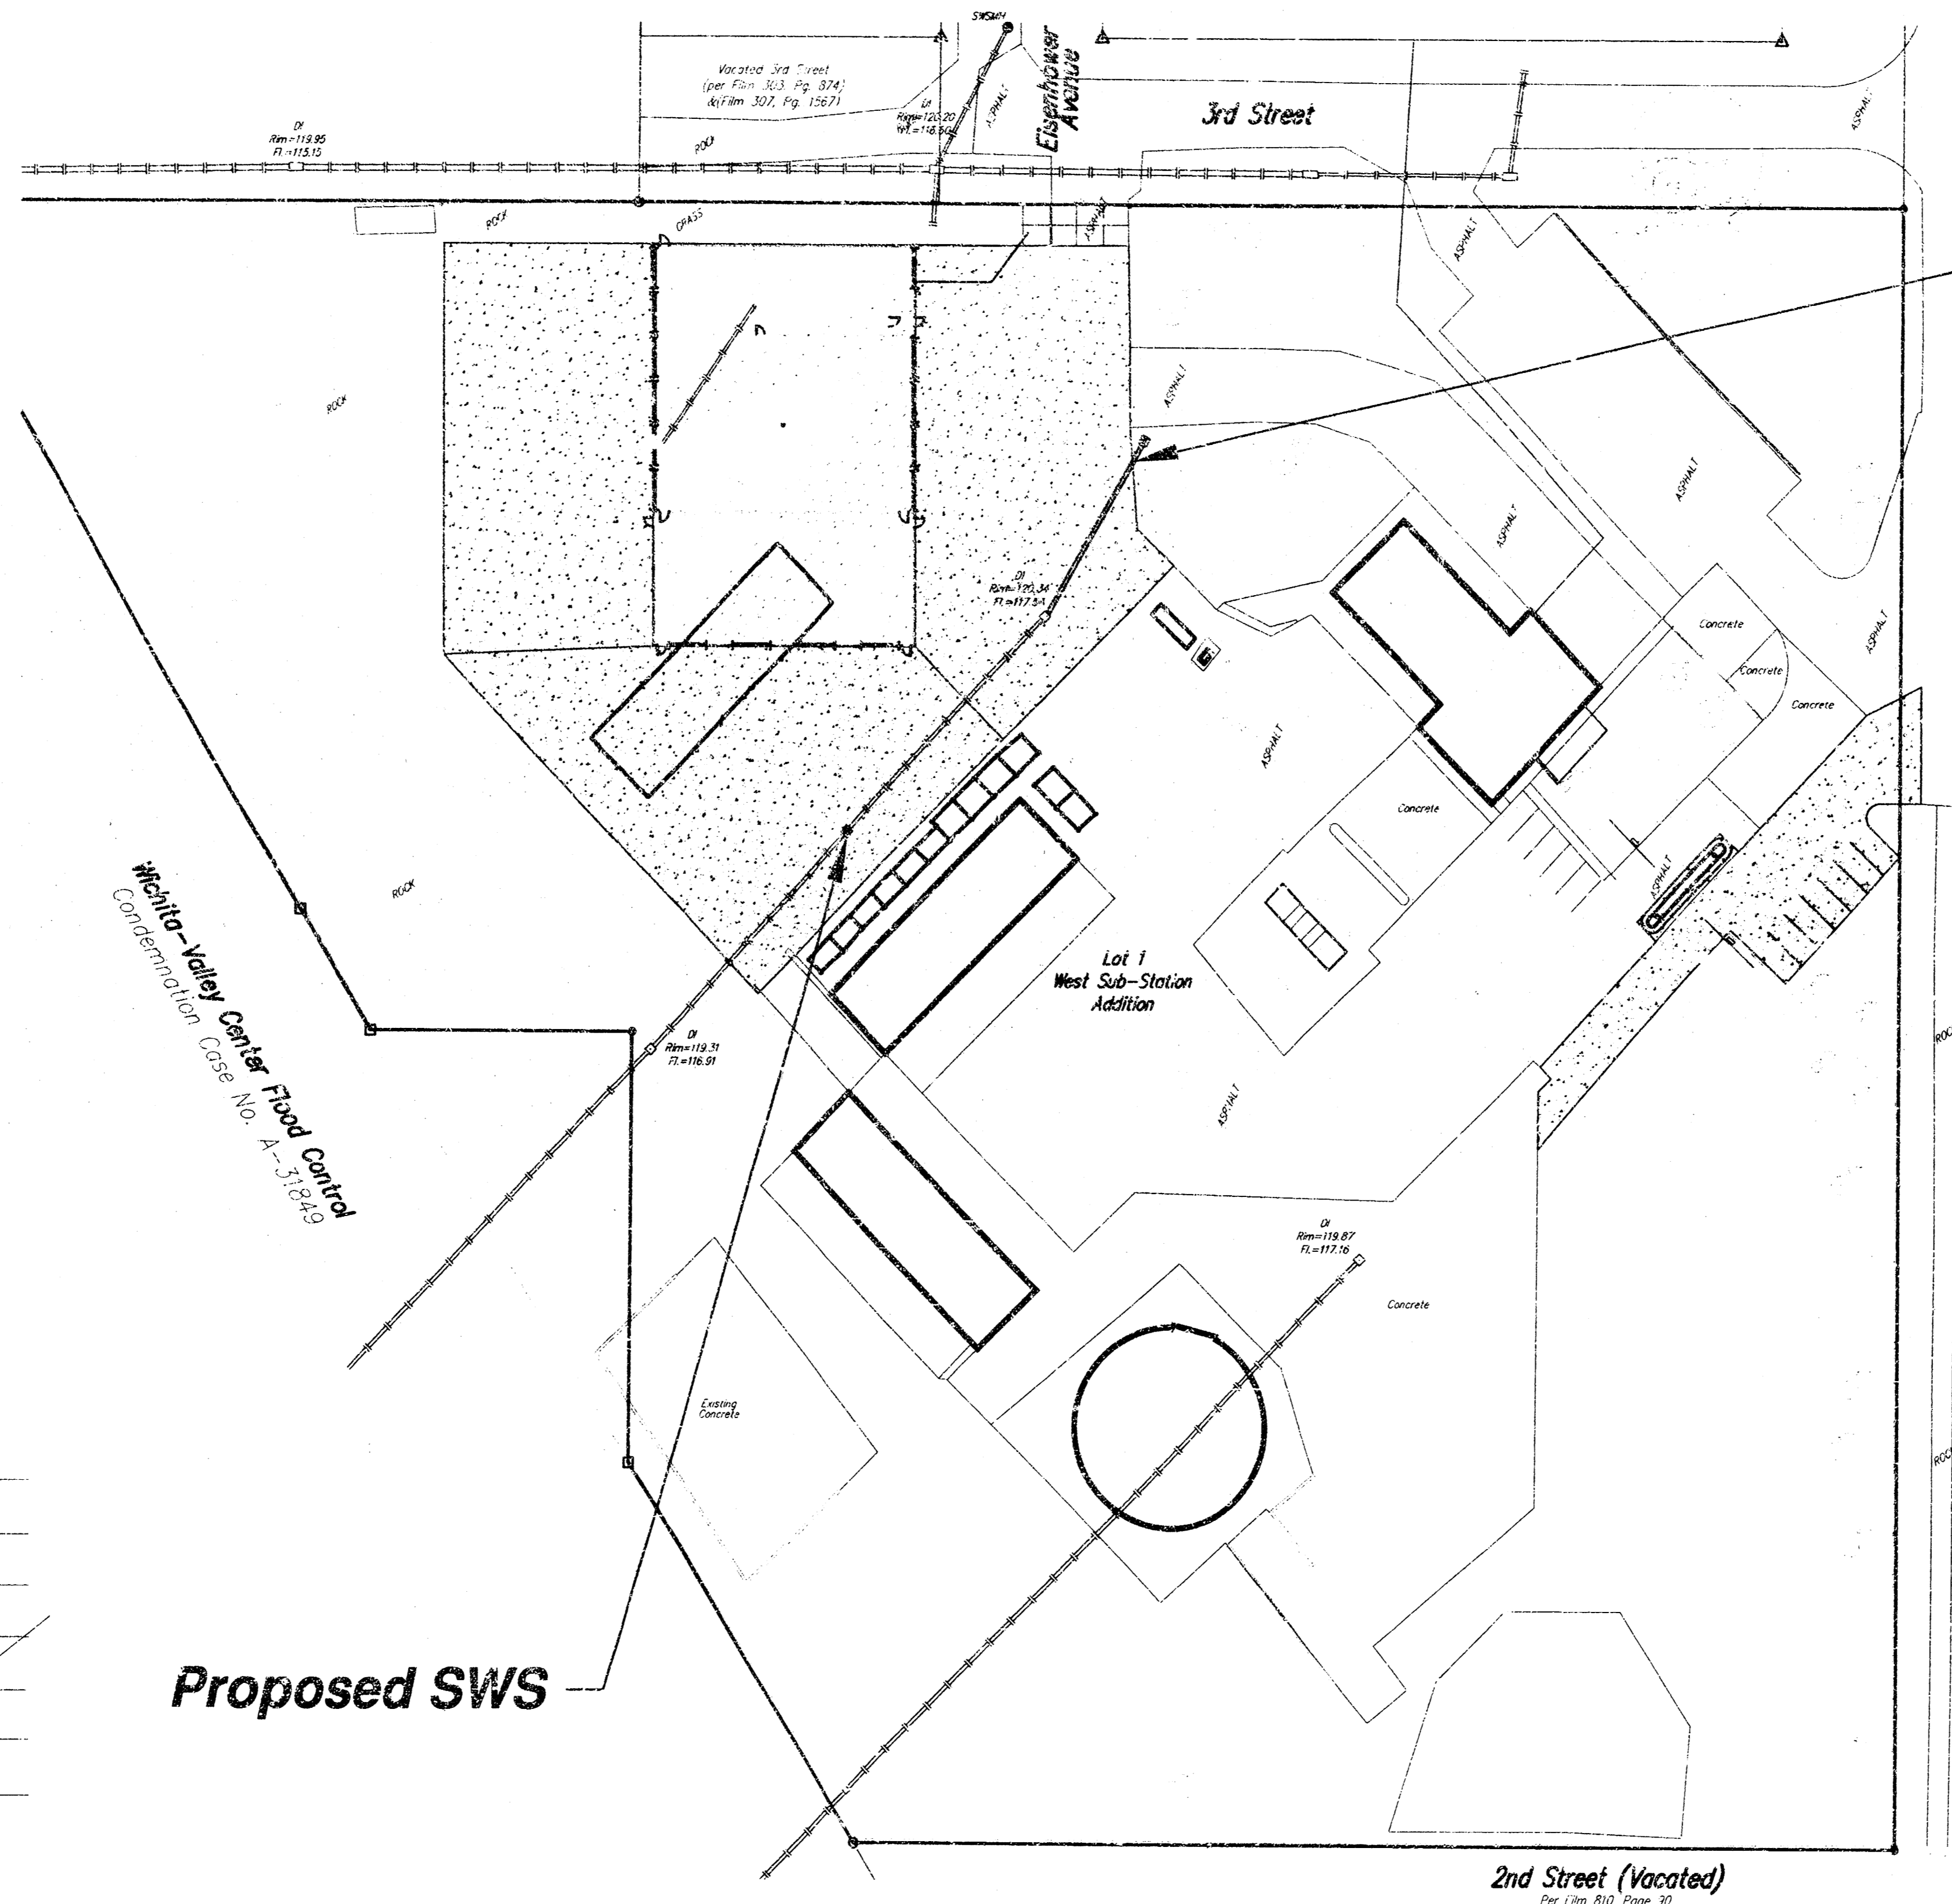 SWSMH
Eisenhower
Avenue
Vacated 3rd Street
(per Film 303, Pg. 874)
&(Film 307, Pg. 1567)
3rd Street
DI
Rim=119.95
Fl.=115.15
DI
Rim=120.20
ASPHALT
ASPHALT
ROCK
ROCK
GRASS
ASPHALT
ASPHALT
ROCK
ASPHALT
ASPHALT
ASPHALT
DI
Rim=120.34
Fl.=117.54
Concrete
ASPHALT
Concrete
Concrete
ASPHALT
Concrete
ASPHALT
ROCK
Wichita-Valley Center Flood Control
Condemnation Case No. A-31849
Lot 1
West Sub-Station
Addition
DI
Rim=119.31
Fl.=116.91
ASPHALT
DI
Rim=119.87
Fl.=117.16
Concrete
Existing
Concrete
Proposed SWS
2nd Street (Vacated)
Per Film 810, Page 30